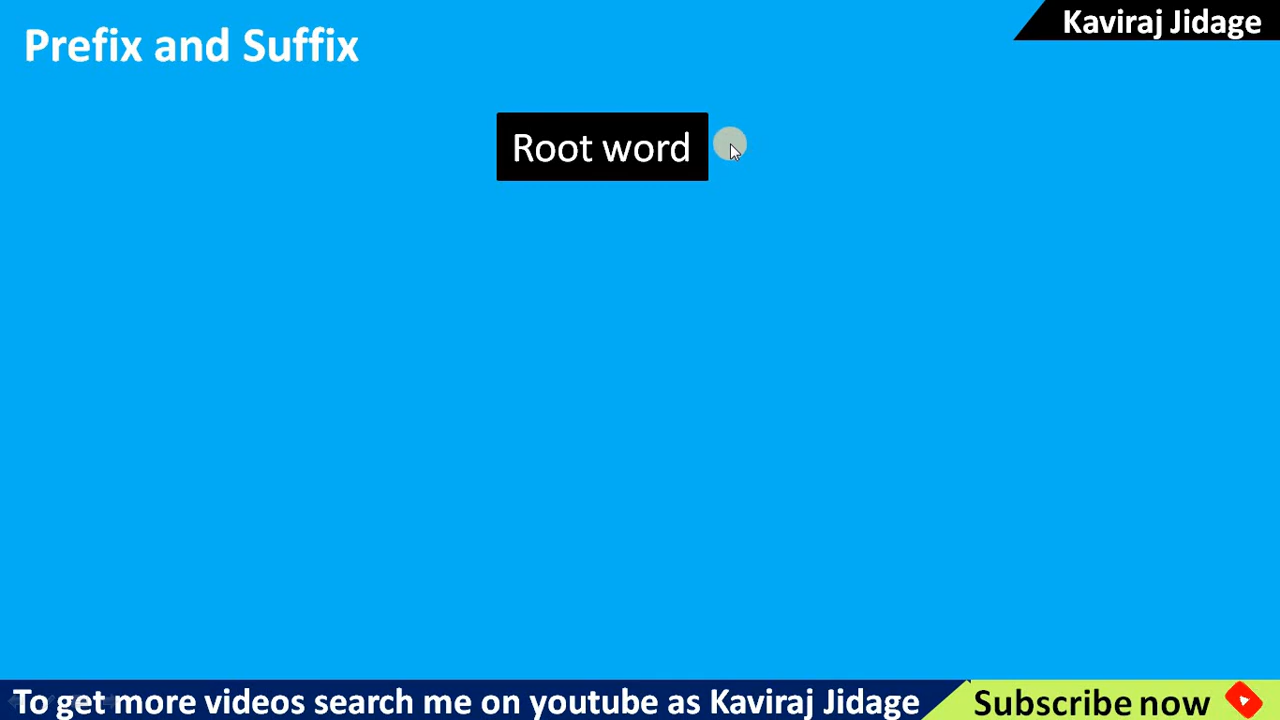 Prefix and Suffix
Kaviraj Jidage
Root word
To get more videos search me on youtube as Kaviraj Jidage
Subscribe now